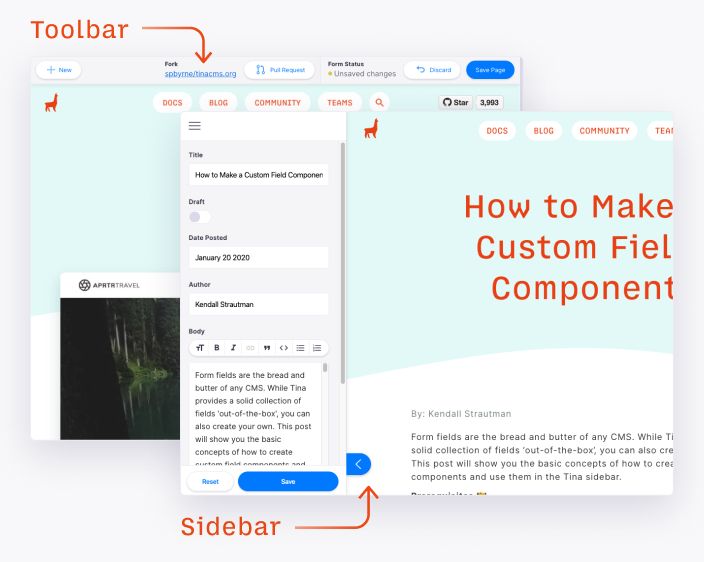 Toolbar
New
Fork
spbyrne/tinacms.org
Pull Request
Form Status
Unsaved changes
Discard
Save Page
DOCS
BLOG
COMMUNITY
TEAMS
Star
3,993
APRTRTRAVEL
Title
How to Make a Custom Field Componen
Draft
Date Posted
January 20 2020
Author
Kendall Strautman
Body
B I
Form fields are the bread and
butter of any CMS. While Tina
provides a solid collection of
fields ‘out-of-the-box’, you can
also create your own. This post
will show you the basic
concepts of how to create
custom field components and
Reset
Save
DOCS
BLOG
COMMUNITY
TEA
How to Make
Custom Fiel
Component
By: Kendall Strautman
Form fields are the bread and butter of any CMS. While Ti
solid collection of fields ‘out-of-the-box’, you can also cre
This post will show you the basic concepts of how to crea
components and use them in the Tina sidebar.
Prerequisites
Sidebar